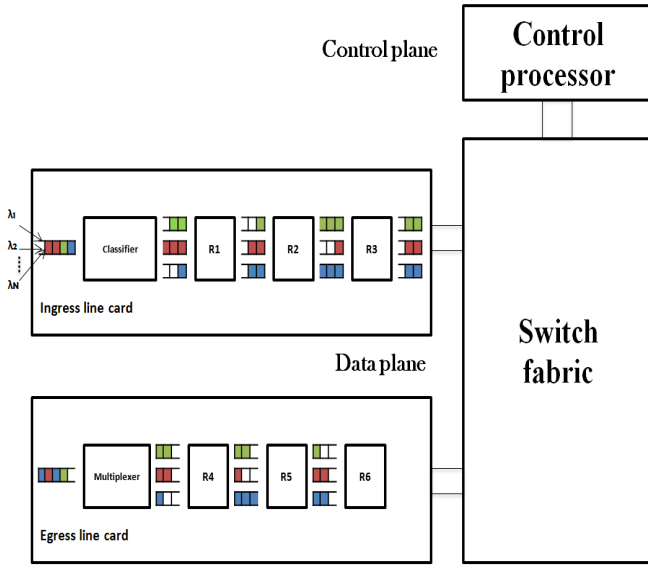 Control plane
Control
processor
λ1
λ2
λN
Classifier
R1
R2
R3
Ingress line card
Data plane
Switch
fabric
Multiplexer
R4
R5
R6
Egress line card